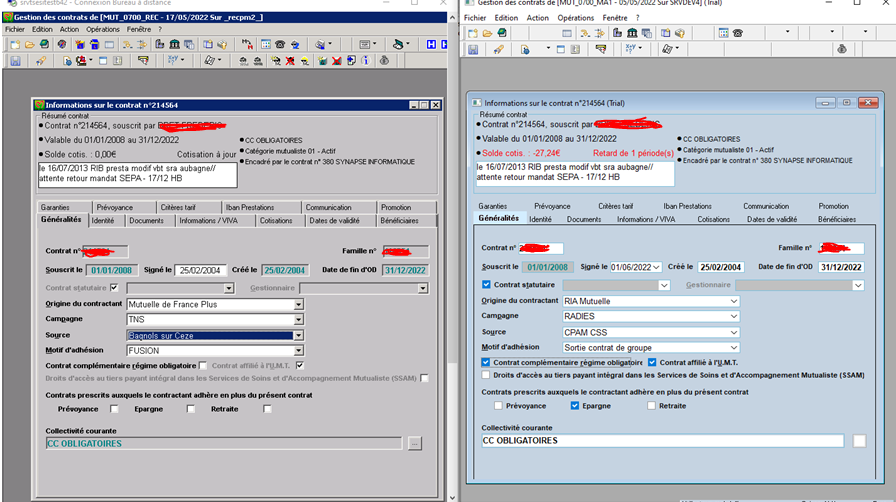 srvtsesitest642 - Connexion Bureau à distance
Gestion des contrats de [MUT_0700_REC - 17/05/2022 Sur _recpm2_]
Fichier Edition Action Opérations Fenêtre ?
Informations sur le contrat n°214564
Résumé contrat
Contrat n°214564, souscrit par
Valable du 01/01/2008 au 31/12/2022
Solde cotis. : 0,00€ Cotisation à jour
CC OBLIGATOIRES
Catégorie mutualiste 01 - Actif
Encadré par le contrat n° 380 SYNAPSE INFORMATIQUE
le 16/07/2013 RIB presta modif vbt sra aubagne//
attente retour mandat SEPA - 17/12 HB
Garanties Prévoyance Critères tarif Iban Prestations Communication Promotion
Généralités Identité Documents Informations / VIVA Cotisations Dates de validité Bénéficiaires
Contrat n° Famille n°
Souscrit le 01/01/2008 Signé le 25/02/2004 Créé le 25/02/2004 Date de fin d'OD 31/12/2022
Contrat statutaire Gestionnaire
Origine du contractant Mutuelle de France Plus
Campagne TNS
Source Bagnols sur Ceze
Motif d'adhésion FUSION
Contrat complémentaire régime obligatoire Contrat affilié à l'U.M.T.
Droits d'accès au tiers payant intégral dans les Services de Soins et d'Accompagnement Mutualiste (SSAM)
Contrats prescrits auxquels le contractant adhère en plus du présent contrat
Prévoyance Epargne Retraite
Collectivité courante
CC OBLIGATOIRES ...
Gestion des contrats de [MUT_0700_MA1 - 05/05/2022 Sur SRVDEV4] (Trial)
Fichier Edition Action Opérations Fenêtre ?
Informations sur le contrat n°214564 (Trial)
Résumé contrat
Contrat n°214564, souscrit par
Valable du 01/01/2008 au 31/12/2022
Solde cotis. : -27,24€ Retard de 1 période(s)
CC OBLIGATOIRES
Catégorie mutualiste 01 - Actif
Encadré par le contrat n° 380 SYNAPSE INFORMATIQUE
le 16/07/2013 RIB presta modif vbt sra aubagne//
attente retour mandat SEPA - 17/12 HB
Garanties Prévoyance Critères tarif Iban Prestations Communication Promotion
Généralités Identité Documents Informations / VIVA Cotisations Dates de validité Bénéficiaires
Contrat n° Famille n°
Souscrit le 01/01/2008 Signé le 01/06/2022 Créé le 25/02/2004 Date de fin d'OD 31/12/2022
Contrat statutaire Gestionnaire
Origine du contractant RIA Mutuelle
Campagne RADIES
Source CPAM CSS
Motif d'adhésion Sortie contrat de groupe
Contrat complémentaire régime obligatoire Contrat affilié à l'U.M.T.
Droits d'accès au tiers payant intégral dans les Services de Soins et d'Accompagnement Mutualiste (SSAM)
Contrats prescrits auxquels le contractant adhère en plus du présent contrat
Prévoyance Epargne Retraite
Collectivité courante
CC OBLIGATOIRES